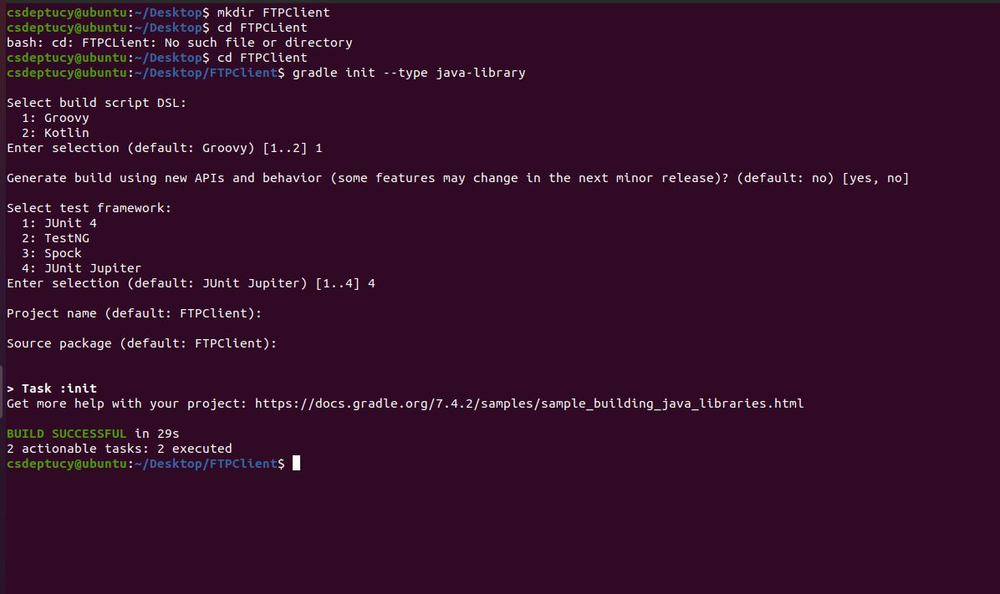 csdeptucy@ubuntu:~/Desktop$ mkdir FTPClient
csdeptucy@ubuntu:~/Desktop$ cd FTPCLient
bash: cd: FTPCLient: No such file or directory
csdeptucy@ubuntu:~/Desktop$ cd FTPClient
csdeptucy@ubuntu:~/Desktop/FTPClient$ gradle init --type java-library
Select build script DSL:
1: Groovy
2: Kotlin
Enter selection (default: Groovy) [1..2] 1
Generate build using new APIs and behavior (some features may change in the next minor release)? (default: no) [yes, no]
Select test framework:
1: JUnit 4
2: TestNG
3: Spock
4: JUnit Jupiter
Enter selection (default: JUnit Jupiter) [1..4] 4
Project name (default: FTPClient):
Source package (default: FTPClient):
> Task :init
Get more help with your project: https://docs.gradle.org/7.4.2/samples/sample_building_java_libraries.html
BUILD SUCCESSFUL in 29s
2 actionable tasks: 2 executed
csdeptucy@ubuntu:~/Desktop/FTPClient$